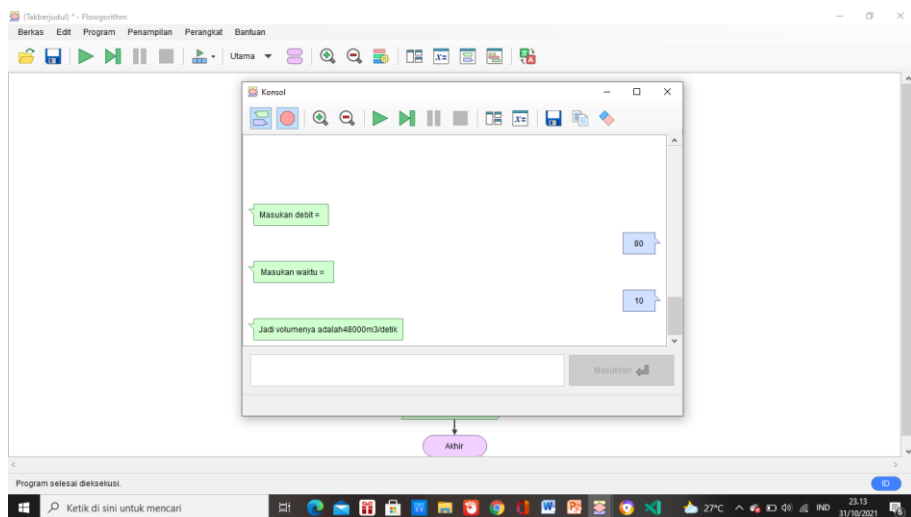 (Takberjudul) * - Flowgorithm
Berkas Edit Program Penampilan Perangkat Bantuan
Utama
Konsol
Masukan debit =
80
Masukan waktu =
10
Jadi volumenya adalah48000m3/detik
Masukkan
Akhir
Program selesai dieksekusi.
ID
Ketik di sini untuk mencari
27°C
IND
23.13
31/10/2021